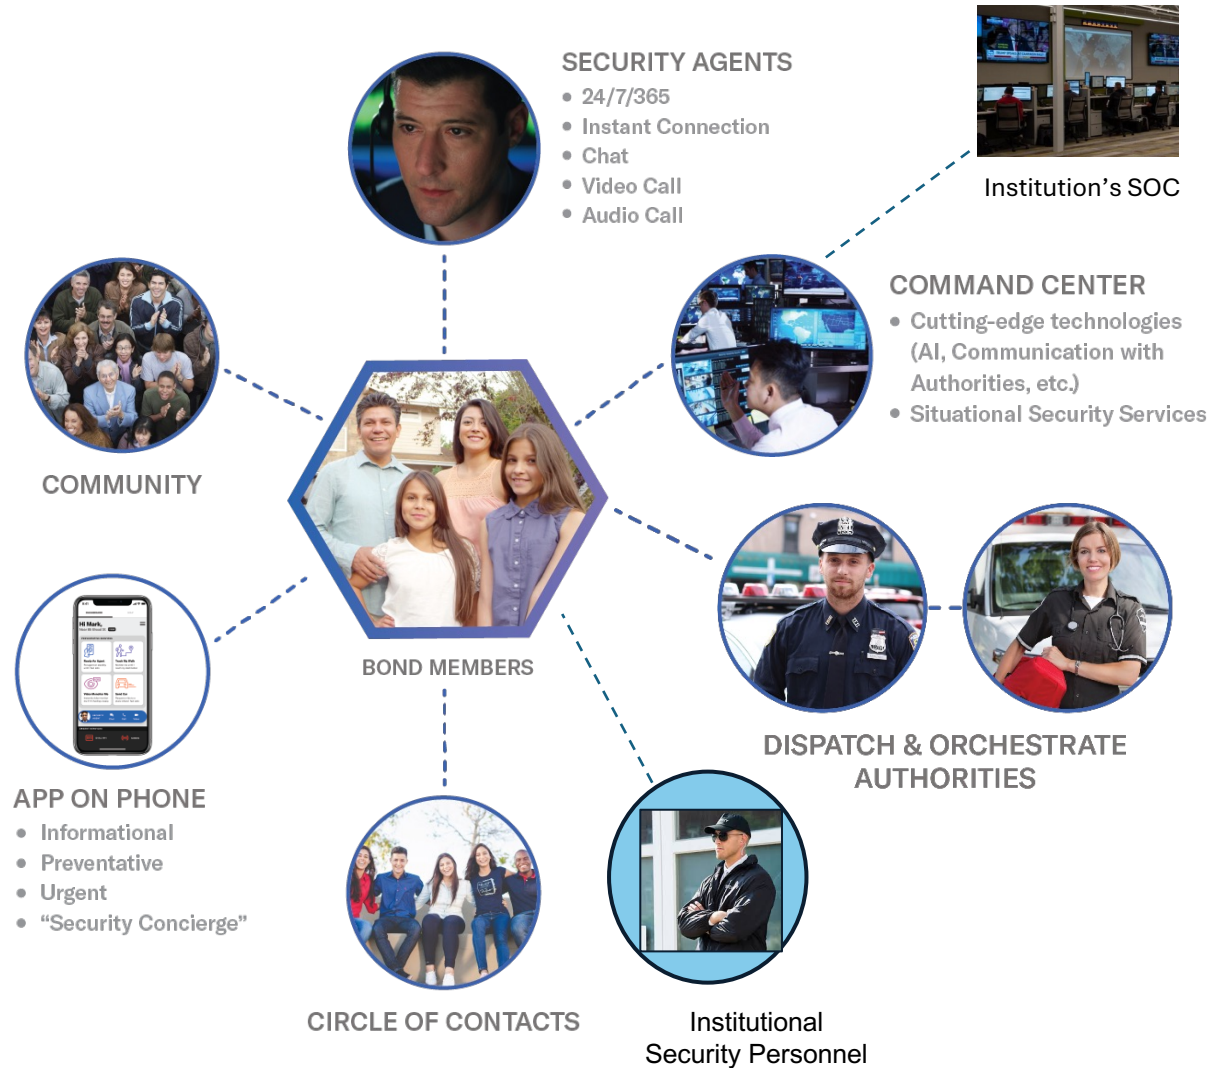 SECURITY AGENTS
• 24/7/365
• Instant Connection
• Chat
• Video Call
• Audio Call
Institution’s SOC
COMMAND CENTER
• Cutting-edge technologies
(AI, Communication with
Authorities, etc.)
• Situational Security Services
COMMUNITY
BOND MEMBERS
DISPATCH & ORCHESTRATE
AUTHORITIES
Hi Mark,
APP ON PHONE
• Informational
• Preventative
• Urgent
• “Security Concierge”
CIRCLE OF CONTACTS
Institutional
Security Personnel